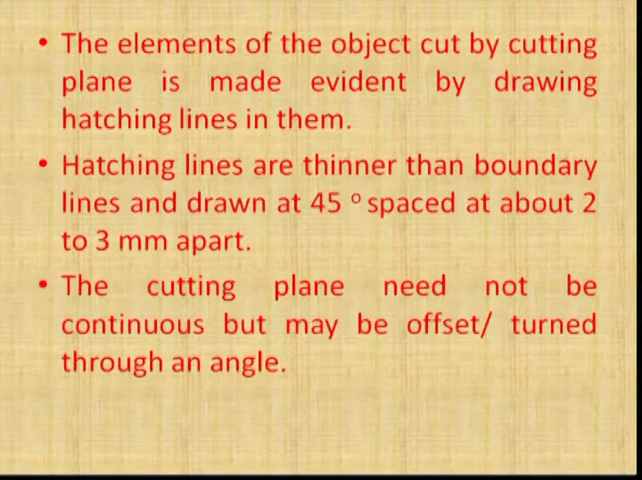 • The elements of the object cut by cutting
plane is made evident by drawing
hatching lines in them.
• Hatching lines are thinner than boundary
lines and drawn at 45 ° spaced at about 2
to 3 mm apart.
• The cutting plane need not be
continuous but may be offset/ turned
through an angle.